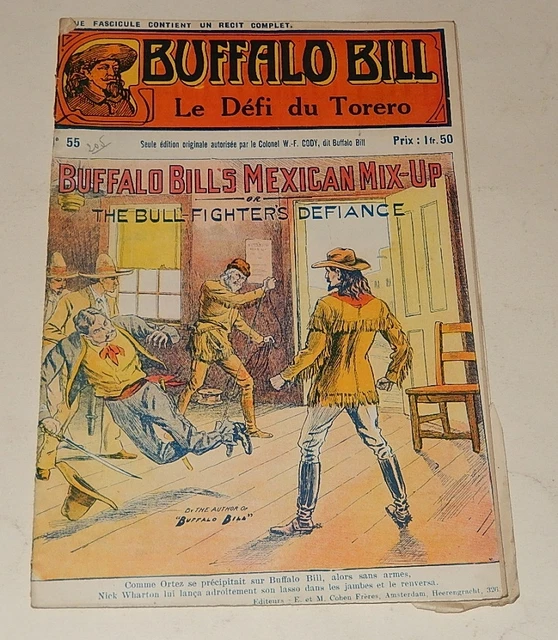 UE FASCICULE CONTIENT UN RECIT COMPLET.
BUFFALO BILL
Le Défi du Torero
55
205
Seule édition originale autorisée par le Colonel W.-F. CODY, dit Buffalo Bill
Prix : 1 fr. 50
BUFFALO BILL'S MEXICAN MIX-UP
OR
THE BULL-FIGHTER'S DEFIANCE
BY THE AUTHOR OF
"BUFFALO BILL"
Comme Ortez se précipitait sur Buffalo Bill, alors sans armes,
Nick Wharton lui lança adroitement son lasso dans les jambes et le renversa.
Editeurs : E. et M. Cohen Frères, Amsterdam, Heerengracht, 326.